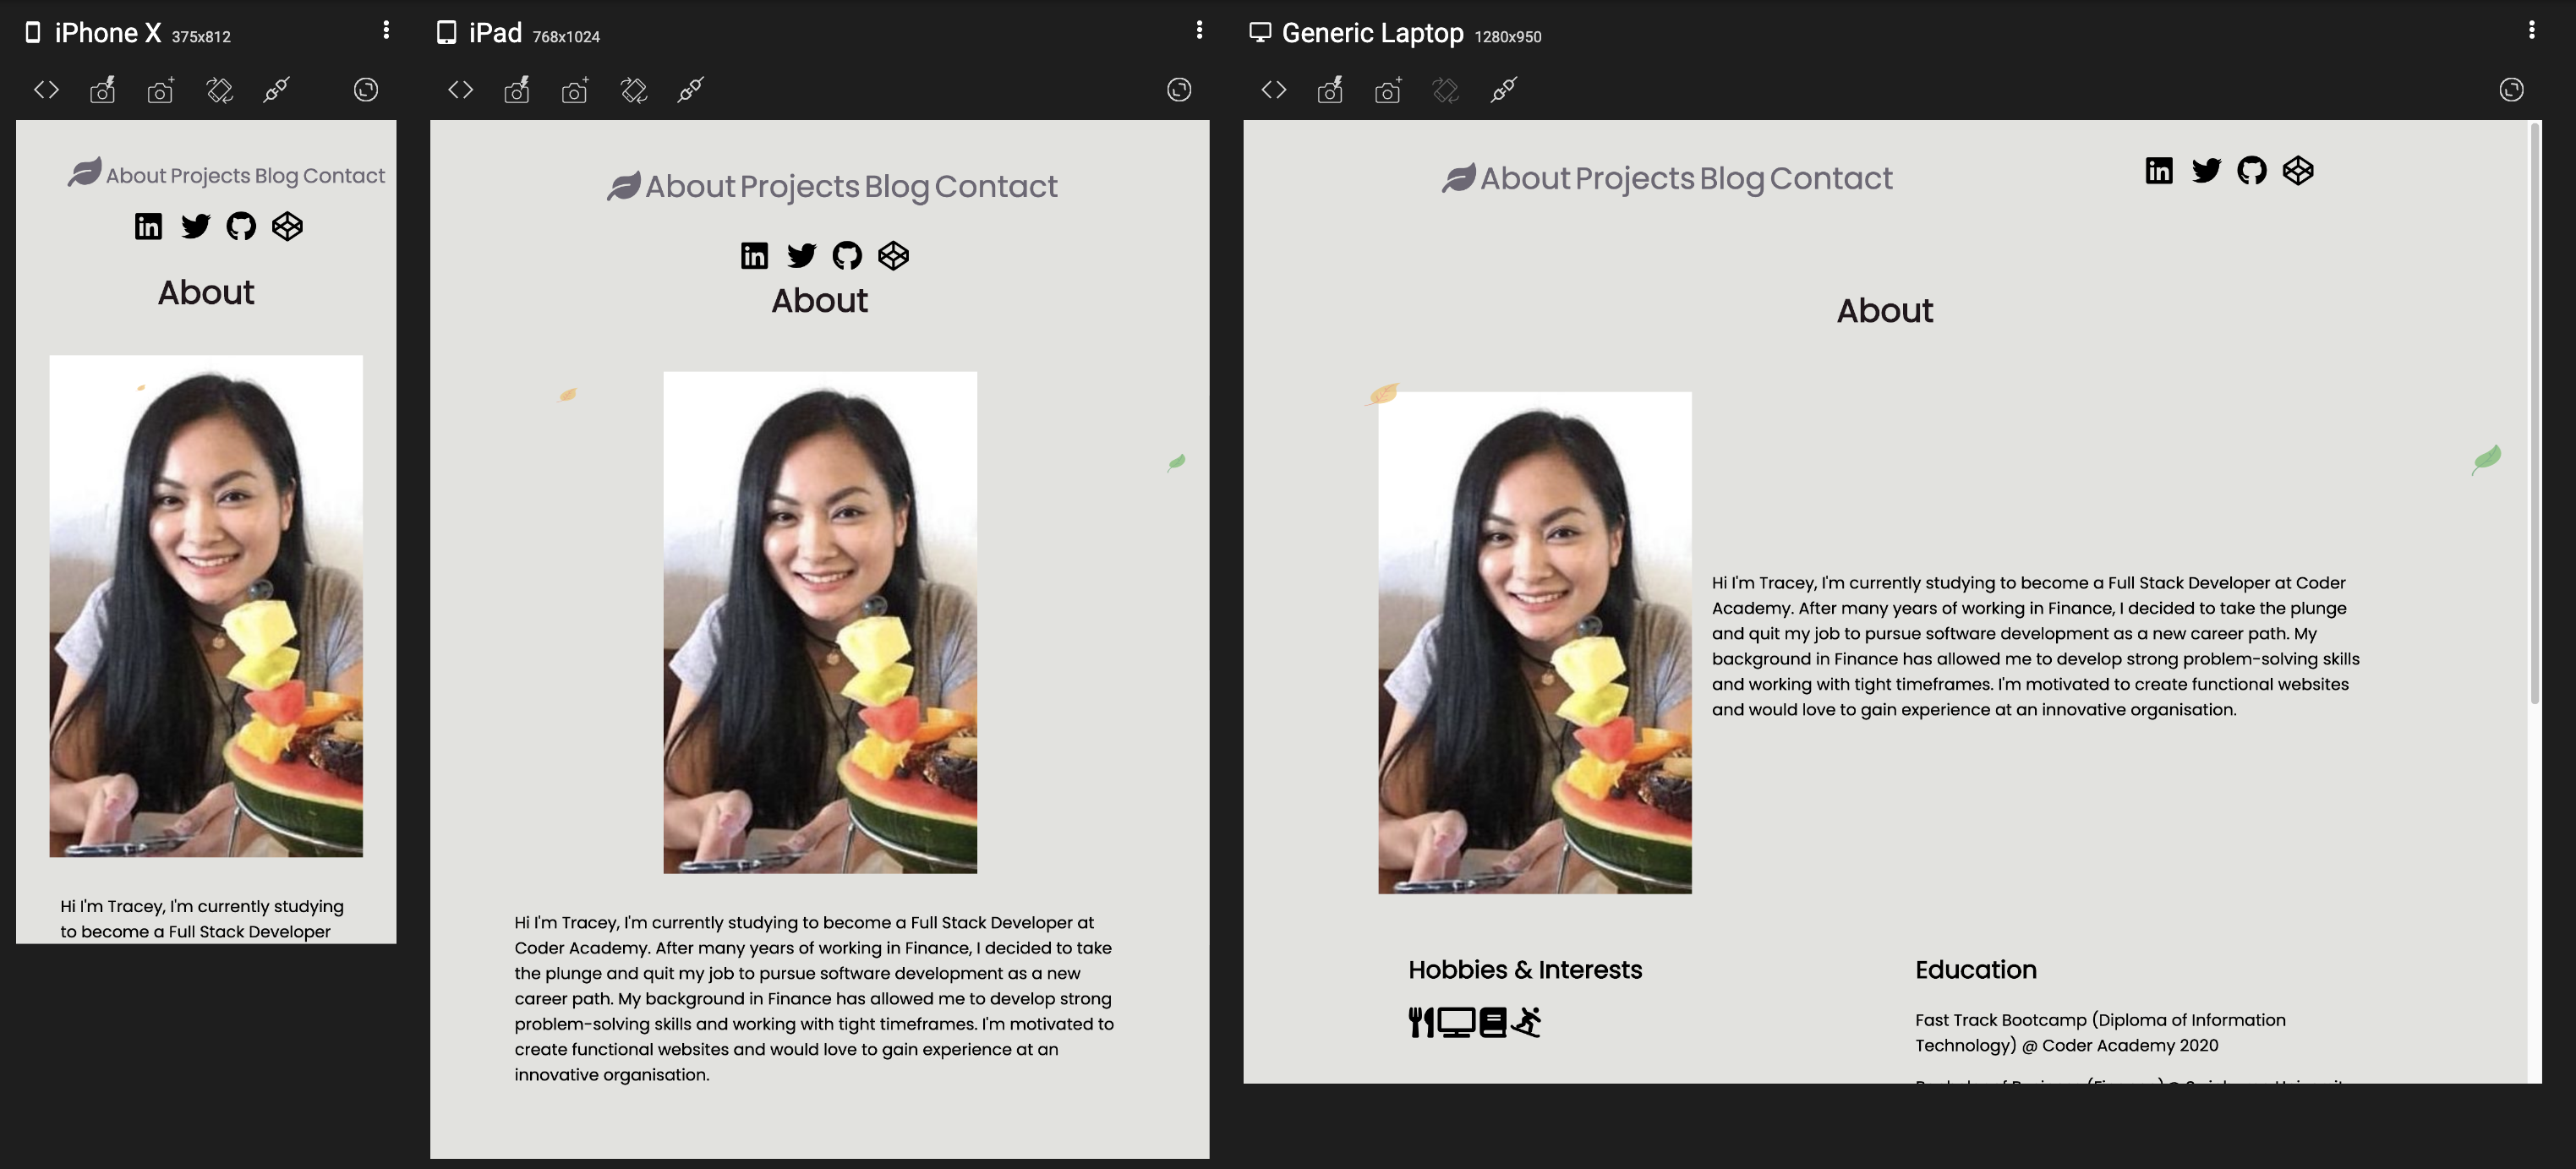 iPhone X 375x812
About Projects Blog Contact
About
Hi I'm Tracey, I'm currently studying
to become a Full Stack Developer
iPad 768x1024
About Projects Blog Contact
About
Hi I'm Tracey, I'm currently studying to become a Full Stack Developer at
Coder Academy. After many years of working in Finance, I decided to take
the plunge and quit my job to pursue software development as a new
career path. My background in Finance has allowed me to develop strong
problem-solving skills and working with tight timeframes. I'm motivated to
create functional websites and would love to gain experience at an
innovative organisation.
Generic Laptop 1280x950
About Projects Blog Contact
About
Hi I'm Tracey, I'm currently studying to become a Full Stack Developer at Coder
Academy. After many years of working in Finance, I decided to take the plunge
and quit my job to pursue software development as a new career path. My
background in Finance has allowed me to develop strong problem-solving skills
and working with tight timeframes. I'm motivated to create functional websites
and would love to gain experience at an innovative organisation.
Hobbies & Interests
Education
Fast Track Bootcamp (Diploma of Information
Technology) @ Coder Academy 2020